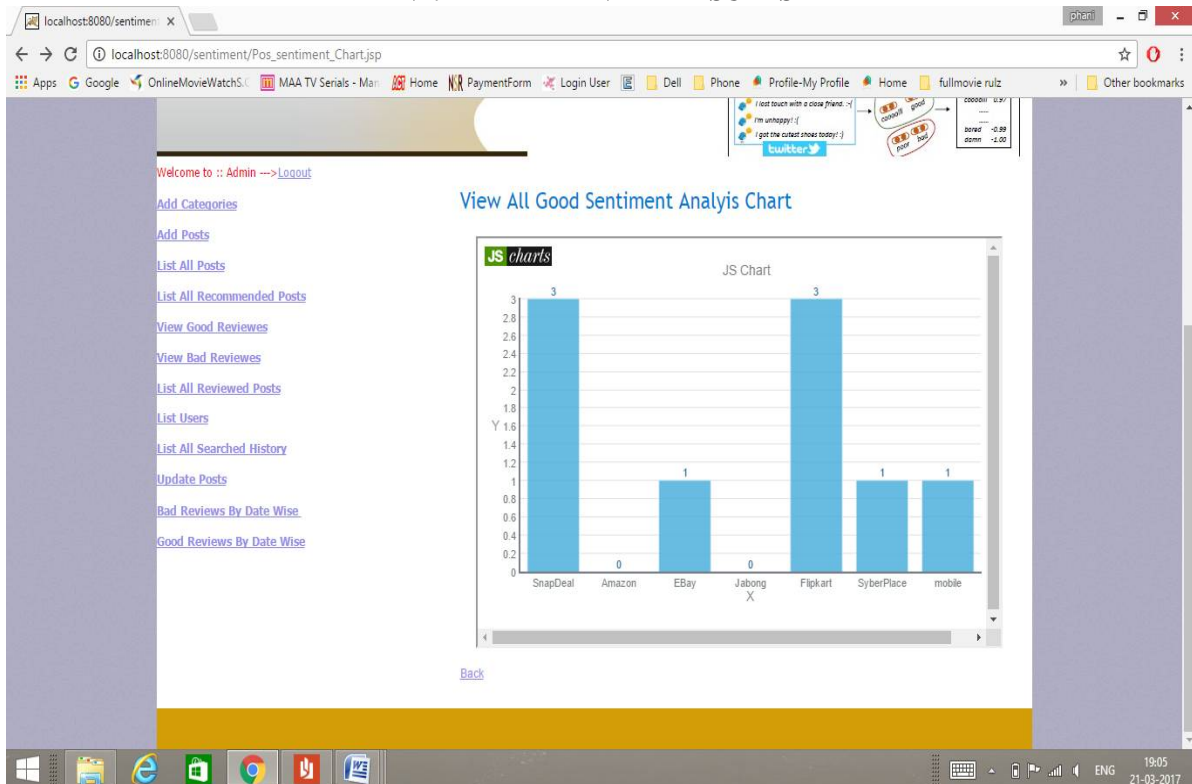 localhost:8080/sentimen
phani
localhost:8080/sentiment/Pos_sentiment_Chart.jsp
Apps Google OnlineMovieWatchS. MAA TV Serials - Man Home PaymentForm Login User Dell Phone Profile-My Profile Home fullmovie rulz » Other bookmarks
I lost touch with a close friend. :-(
I'm unhappy! :(
I got the cutest shoes today! :)
twitter
cooolll good
poor bad
cooolll 0.97
.....
.....
bored -0.99
damn -1.00
Welcome to :: Admin --->Logout
Add Categories
Add Posts
List All Posts
List All Recommended Posts
View Good Reviewes
View Bad Reviewes
List All Reviewed Posts
List Users
List All Searched History
Update Posts
Bad Reviews By Date Wise
Good Reviews By Date Wise
View All Good Sentiment Analyis Chart
JS charts
JS Chart
3 3
3
2.8
2.6
2.4
2.2
2
1.8
Y 1.6
1.4
1.2
1 1 1 1
0.8
0.6
0.4
0.2
0 0 0
SnapDeal Amazon EBay Jabong Flipkart SyberPlace mobile
X
Back
ENG 19:05
21-03-2017